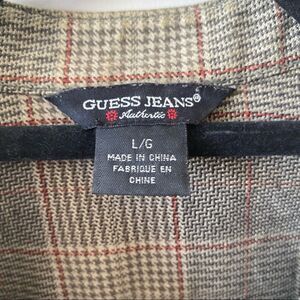 GUESS JEANS®
Authentic
L/G
MADE IN CHINA
FABRIQUE EN
CHINE